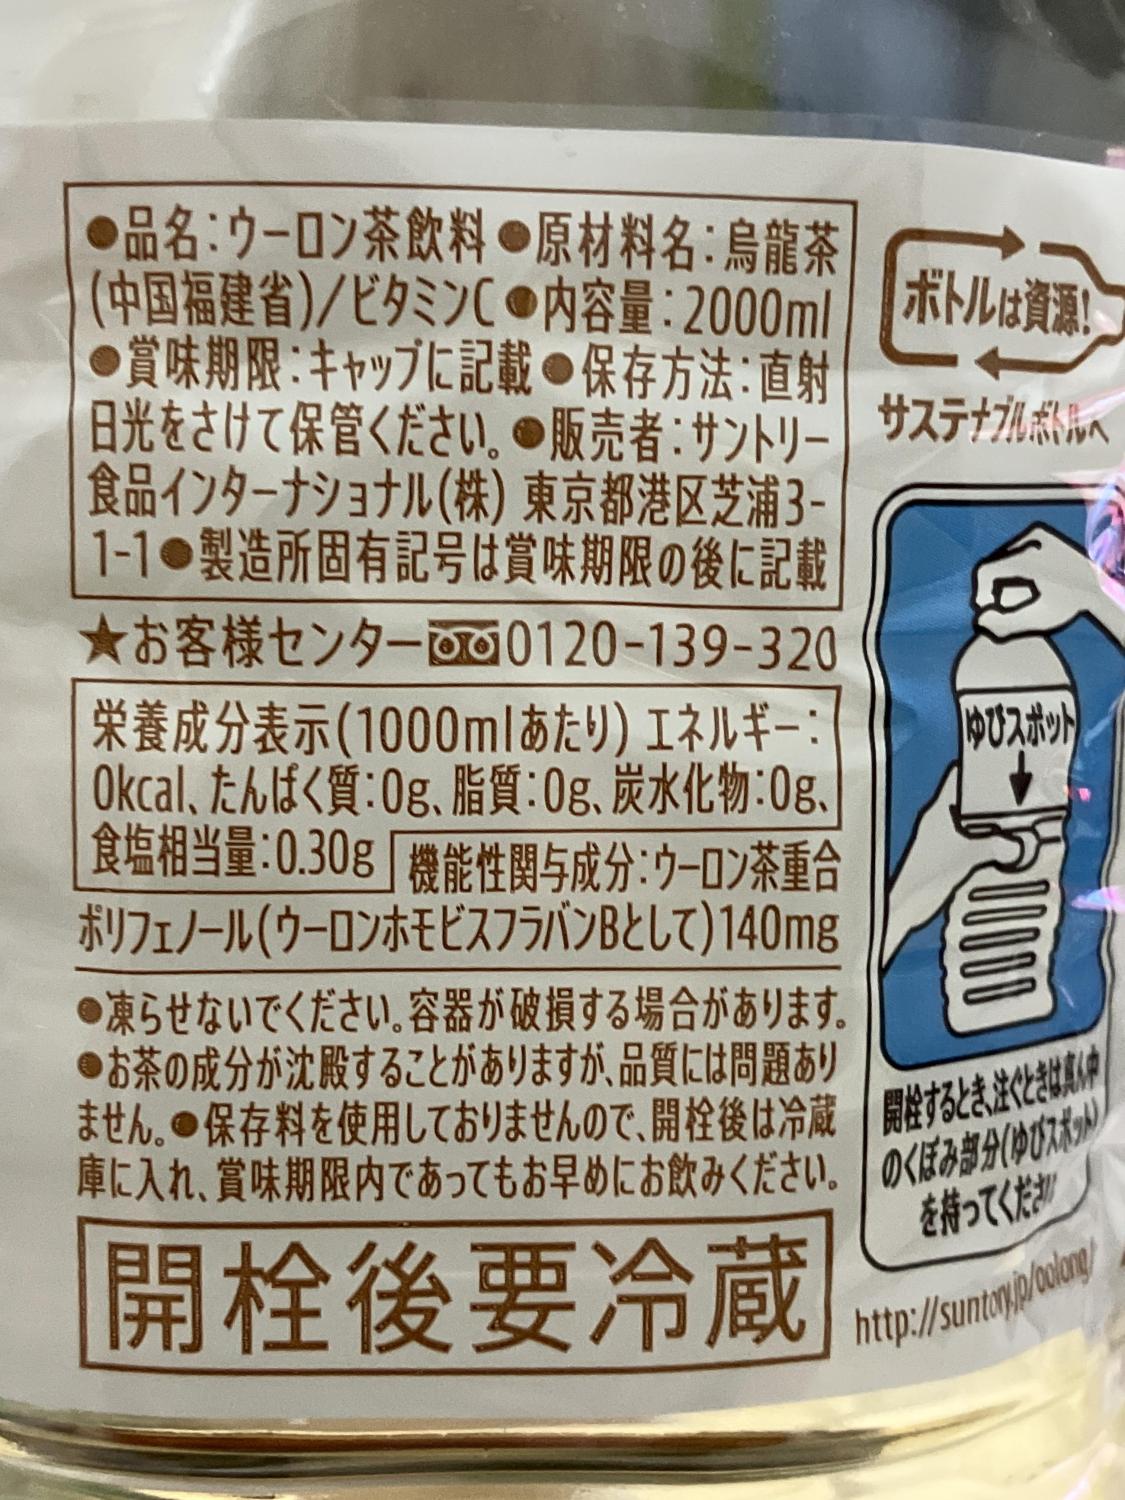 ●品名:ウーロン茶飲料 ●原材料名:烏龍茶
(中国福建省)/ビタミンC ●内容量:2000ml
●賞味期限:キャップに記載 ●保存方法:直射
日光をさけて保管ください。●販売者:サントリー
食品インターナショナル(株) 東京都港区芝浦3-
1-1●製造所固有記号は賞味期限の後に記載
★お客様センター 0120-139-320
栄養成分表示(1000mlあたり) エネルギー:
0kcal、たんぱく質:0g、脂質:0g、炭水化物:0g、
食塩相当量:0.30g
機能性関与成分:ウーロン茶重合
ポリフェノール(ウーロンホモビスフラバンBとして)140mg
●凍らせないでください。容器が破損する場合があります。
●お茶の成分が沈殿することがありますが、品質には問題あり
ません。●保存料を使用しておりませんので、開栓後は冷蔵
庫に入れ、賞味期限内であってもお早めにお飲みください。
開栓後要冷蔵
ボトルは資源!
サステナブルボトルへ
ゆびスポット
開栓するとき、注ぐときは真ん中
のくぼみ部分(ゆびスポット)
を持ってください
http://suntory.jp/oolong/